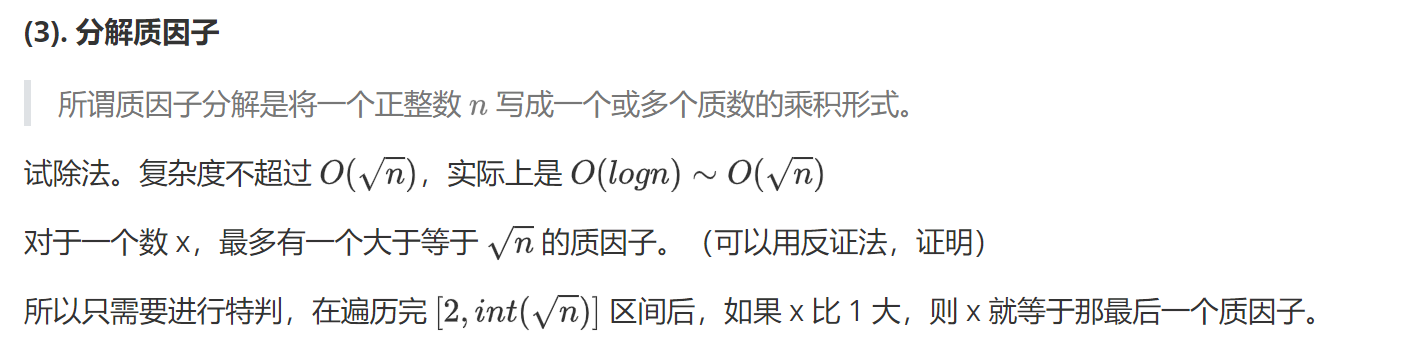 (3). 分解质因子
所谓质因子分解是将一个正整数 n 写成一个或多个质数的乘积形式。
试除法。复杂度不超过 O(√n)，实际上是 O(logn) ∼ O(√n)
对于一个数 x，最多有一个大于等于 √n 的质因子。（可以用反证法，证明）
所以只需要进行特判，在遍历完 [2, int(√n)] 区间后，如果 x 比 1 大，则 x 就等于那最后一个质因子。